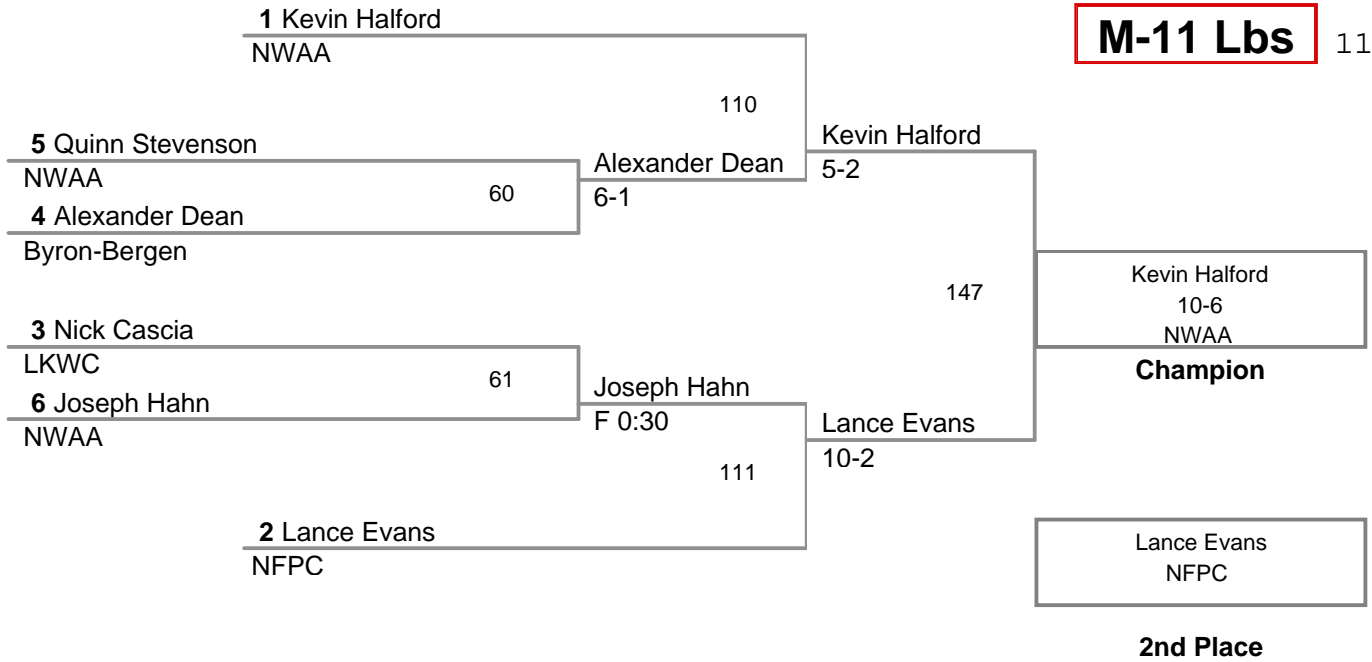 1 Kevin Halford
NWAA
M-11 Lbs
11
110
5 Quinn Stevenson
NWAA
60
4 Alexander Dean
Byron-Bergen
Alexander Dean
6-1
Kevin Halford
5-2
147
Kevin Halford
10-6
NWAA
Champion
3 Nick Cascia
LKWC
61
6 Joseph Hahn
NWAA
Joseph Hahn
F 0:30
Lance Evans
10-2
111
2 Lance Evans
NFPC
Lance Evans
NFPC
2nd Place